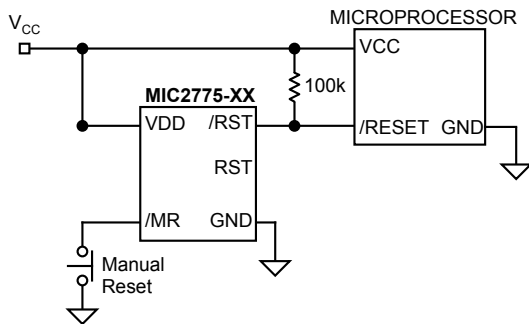 MICROPROCESSOR
VCC
VCC
100k
MIC2775-XX
VDD
/RST
/RESET
GND
RST
/MR
GND
Manual
Reset